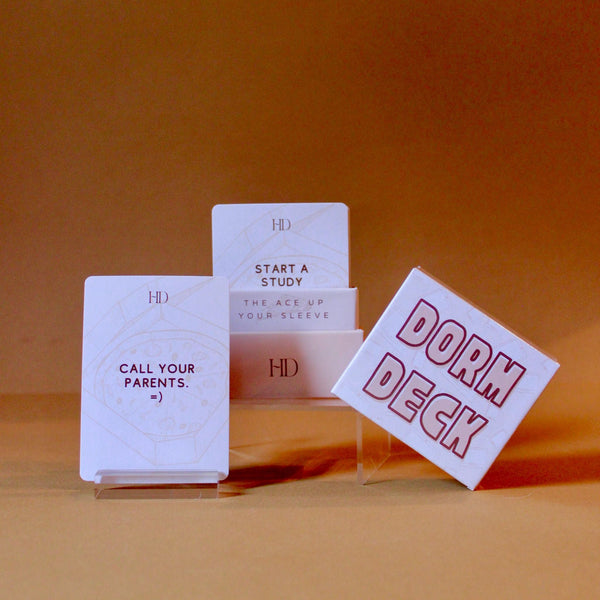 HD
CALL YOUR
PARENTS.
=)
HD
START A
STUDY
THE ACE UP
YOUR SLEEVE
HD
DORM
DECK